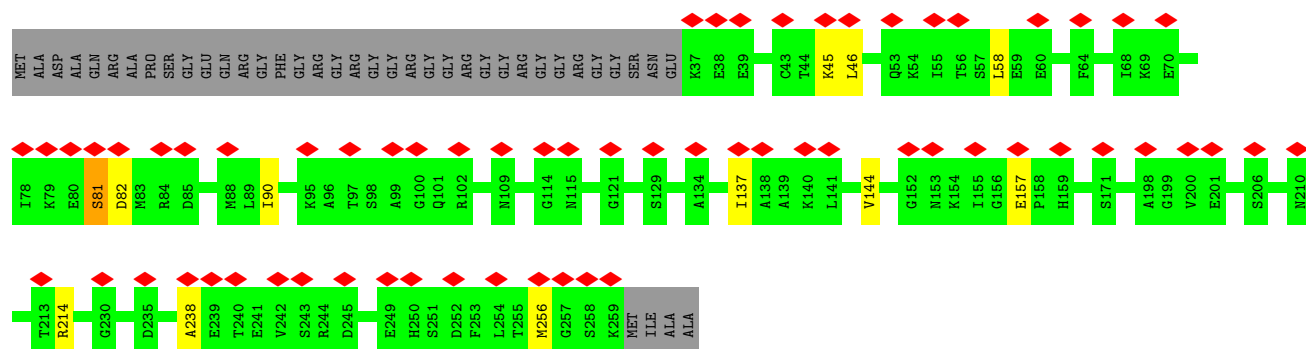 MET ALA ASP ALA GLN ARG ALA PRO SER GLY GLU GLN ARG GLY PHE GLY ARG GLY ARG GLY GLY ARG GLY GLY ARG GLY GLY ARG GLY GLY ARG GLY GLY SER ASN GLU K37 E38 E39 C43 T44 K45 L46 Q53 K54 I55 T56 S57 L58 E59 E60 F64 I68 K69 E70
I78 K79 E80 S81 D82 M83 R84 D85 M88 L89 I90 K95 A96 T97 S98 A99 G100 Q101 R102 N109 G114 N115 G121 S129 A134 I137 A138 A139 K140 L141 V144 G152 N153 K154 I155 G156 E157 P158 H159 S171 A198 G199 V200 E201 S206 N210
T213 R214 G230 D235 A238 E239 T240 E241 V242 S243 R244 D245 E249 H250 S251 D252 F253 L254 T255 M256 G257 S258 K259 MET ILE ALA ALA